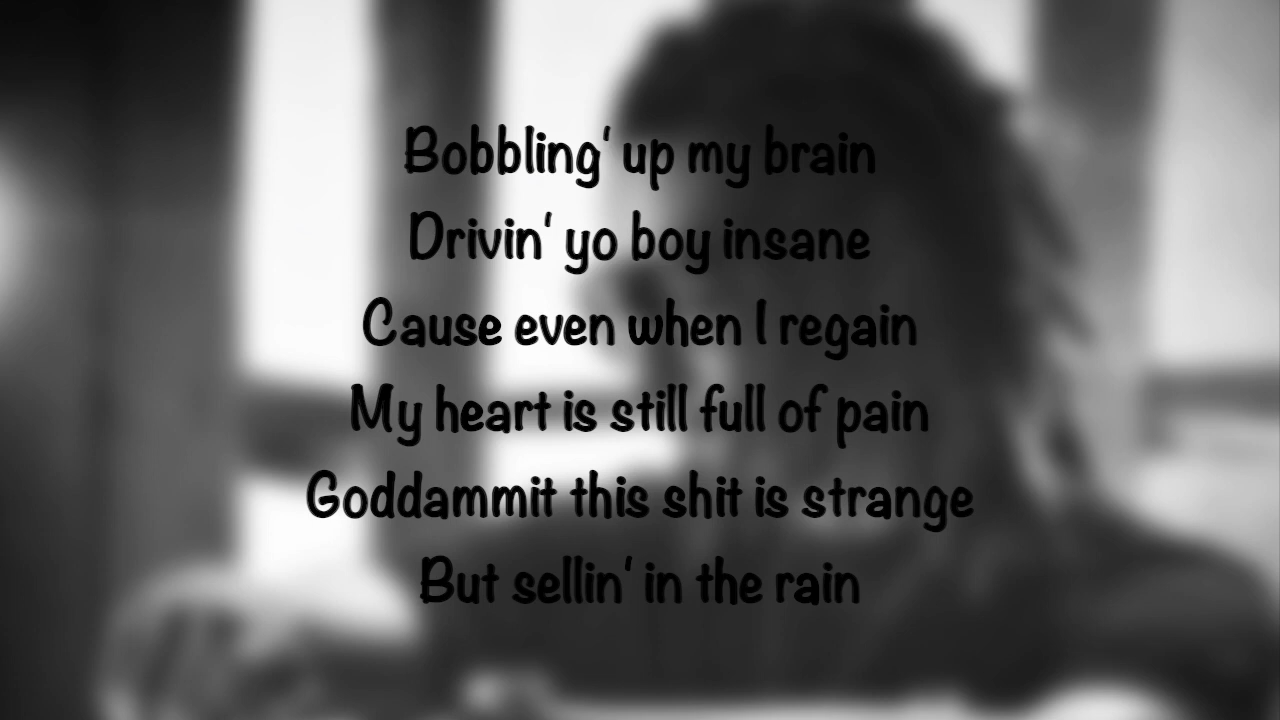 Bobbling' up my brain
Drivin' yo boy insane
Cause even when I regain
My heart is still full of pain
Goddammit this shit is strange
But sellin' in the rain